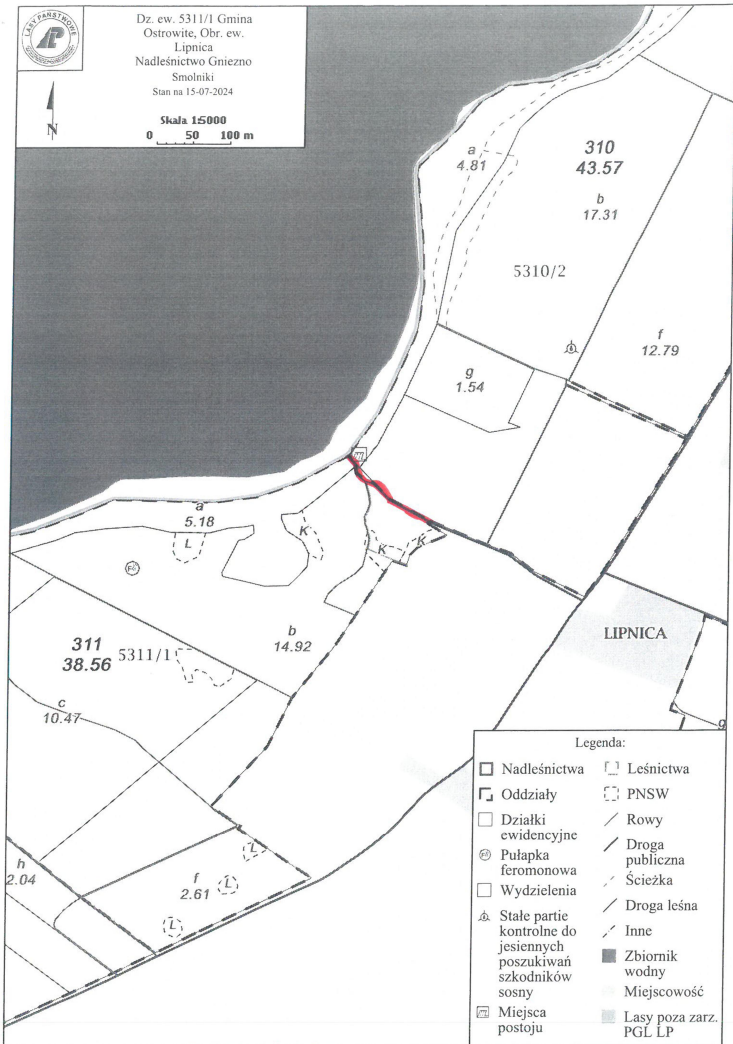 LASY PAŃSTWOWE
Dz. ew. 5311/1 Gmina
Ostrowite, Obr. ew.
Lipnica
Nadleśnictwo Gniezno
Smolniki
Stan na 15-07-2024
N
Skala 1:5000
0 50 100 m
a
4.81
310
43.57
b
17.31
5310/2
f
12.79
g
1.54
a
5.18
L
K
K
K
b
14.92
311
38.56
5311/1
c
10.47
LIPNICA
g
h
2.04
f
2.61
L
L
L
Legenda:
Nadleśnictwa
Oddziały
Działki
ewidencyjne
Pułapka
feromonowa
Wydzielenia
Stałe partie
kontrolne do
jesiennych
poszukiwań
szkodników
sosny
Miejsca
postoju
Leśnictwa
PNSW
Rowy
Droga
publiczna
Ścieżka
Droga leśna
Inne
Zbiornik
wodny
Miejscowość
Lasy poza zarz.
PGL LP